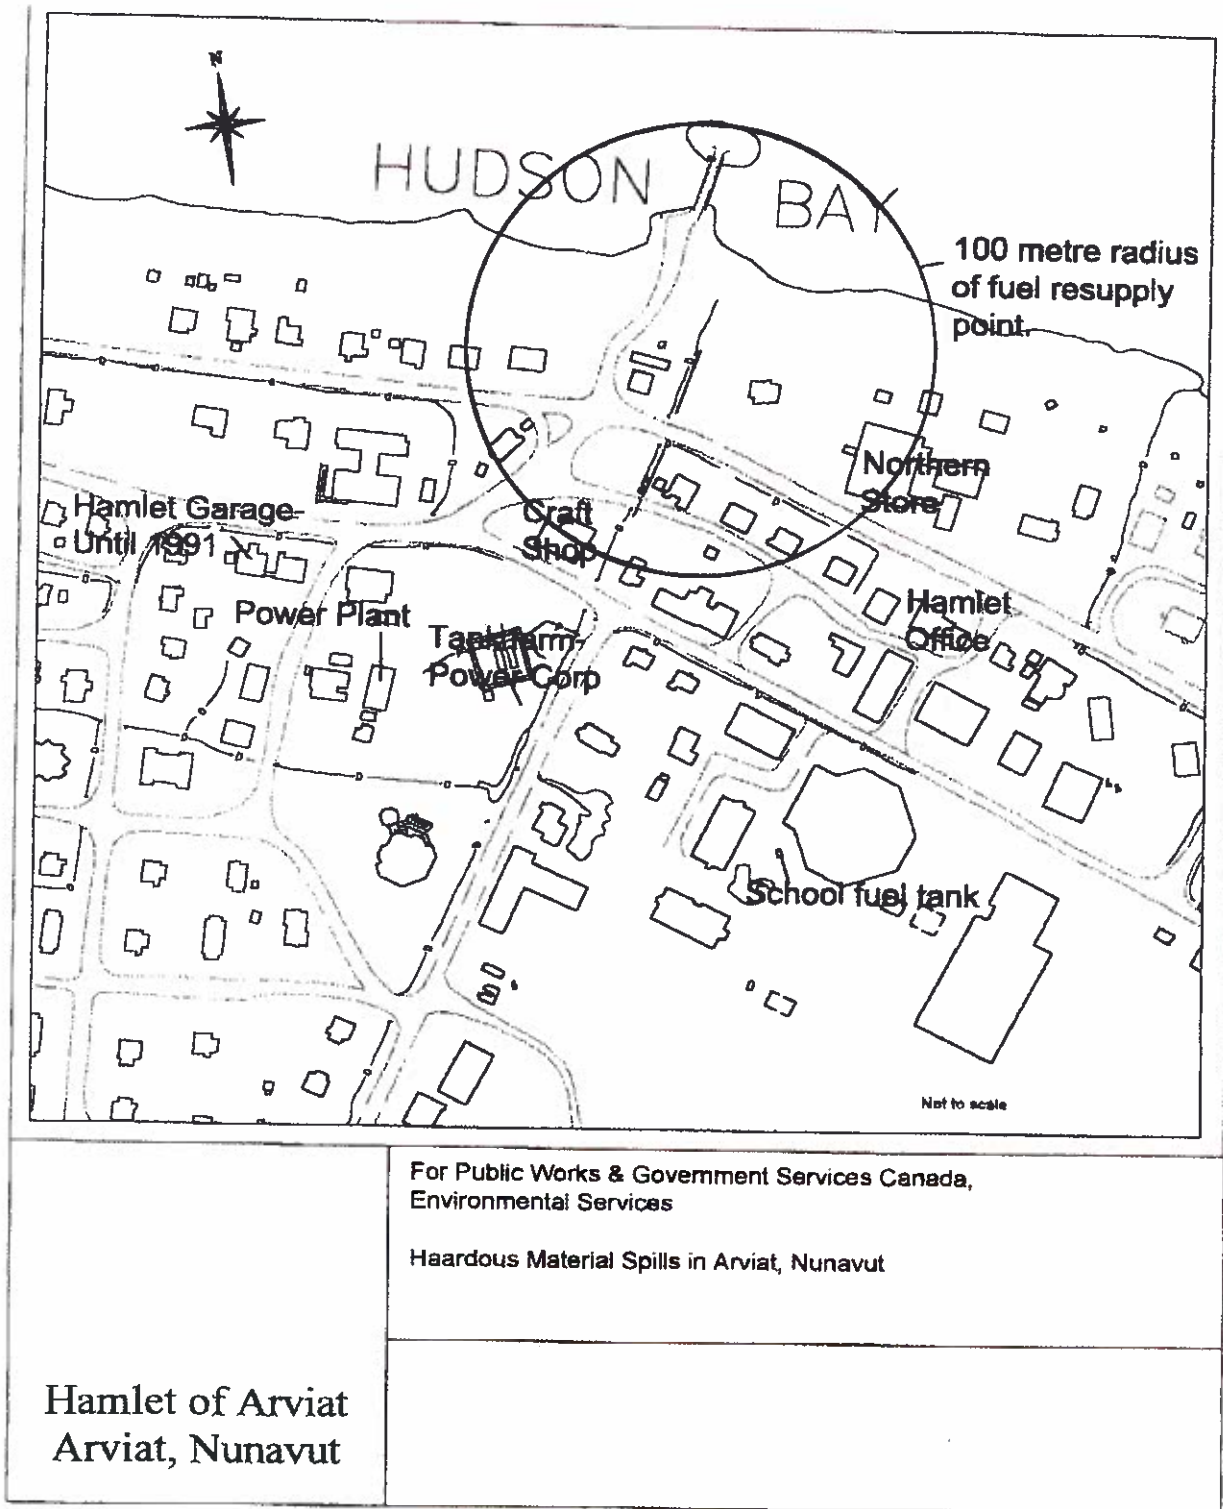 N
HUDSON BAY
100 metre radius
of fuel resupply
point.
Northern
Store
Hamlet Garage-
Until 1991
Craft
Shop
Power Plant
Hamlet
Office
Tank farm-
Power Corp
School fuel tank
Not to scale
For Public Works & Government Services Canada,
Environmental Services
Haardous Material Spills in Arviat, Nunavut
Hamlet of Arviat
Arviat, Nunavut